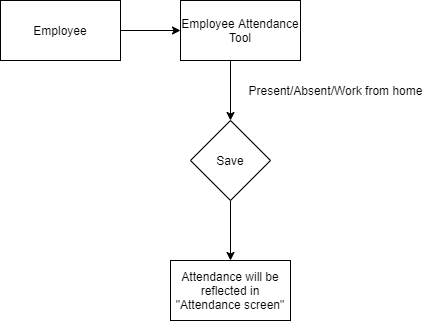 Employee
Employee Attendance
Tool
Present/Absent/Work from home
Save
Attendance will be
reflected in
"Attendance screen"